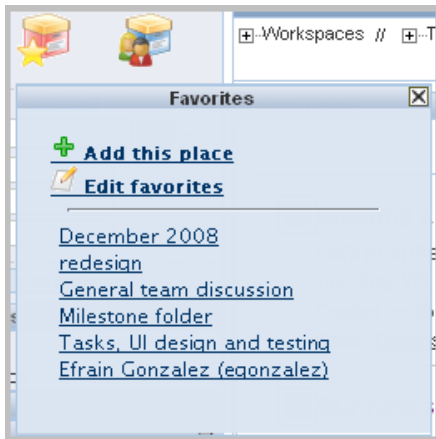 Workspaces // T
Favorites
Add this place
Edit favorites
December 2008
redesign
General team discussion
Milestone folder
Tasks, UI design and testing
Efrain Gonzalez (egonzalez)